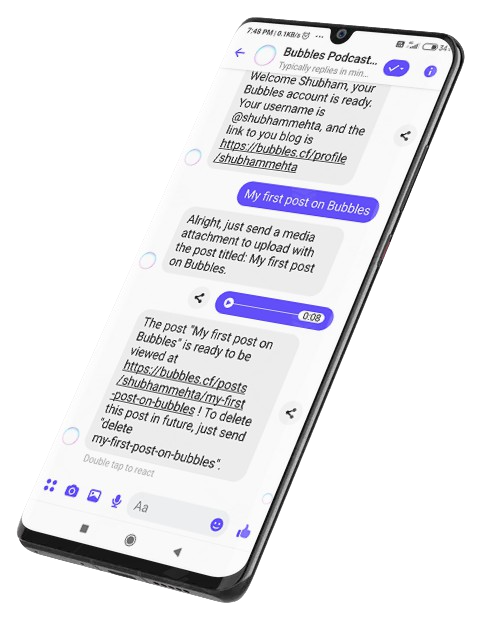 7:48 PM | 0.1KB/s
Bubbles Podcast...
Typically replies in min...
Welcome Shubham, your
Bubbles account is ready.
Your username is
@shubhammehta, and the
link to you blog is
https://bubbles.cf/profile
/shubhammehta
My first post on Bubbles
Alright, just send a media
attachment to upload with
the post titled: My first post
on Bubbles.
0:08
The post "My first post on
Bubbles" is ready to be
viewed at
https://bubbles.cf/posts
/shubhammehta/my-first
-post-on-bubbles ! To delete
this post in future, just send
"delete
my-first-post-on-bubbles".
Double tap to react
Aa